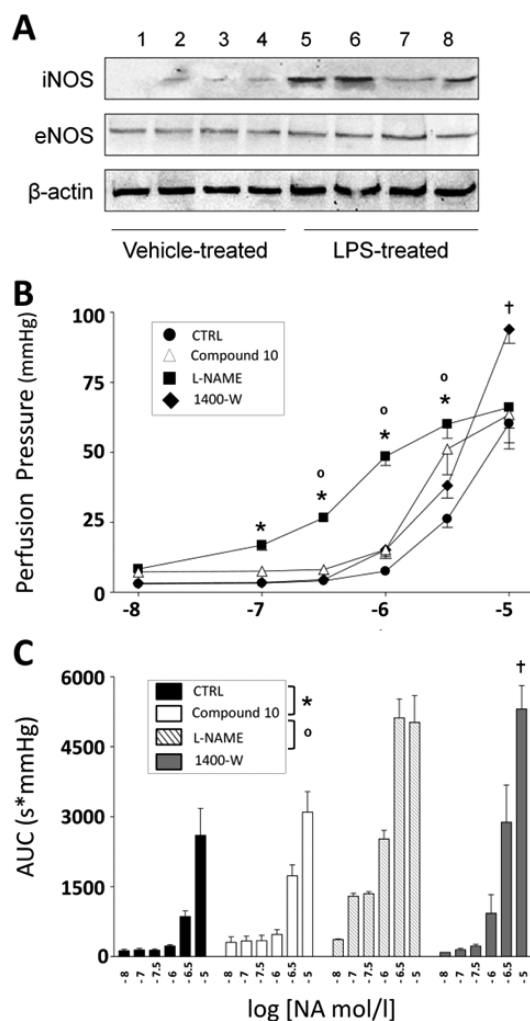 A
1 2 3 4 5 6 7 8
iNOS
eNOS
β-actin
Vehicle-treated LPS-treated
B
Perfusion Pressure (mmHg)
100
75
50
25
0
CTRL
Compound 10
L-NAME
1400-W
*
o
*
o
*
o
*
†
-8 -7 -6 -5
C
AUC (s*mmHg)
6000
4500
3000
1500
0
CTRL
Compound 10
L-NAME
1400-W
*
o
†
-8 -7 -7.5 -6 -6.5 -5 -8 -7 -7.5 -6 -6.5 -5 -8 -7 -7.5 -6 -6.5 -5 -8 -7 -7.5 -6 -6.5 -5
log [NA mol/l]